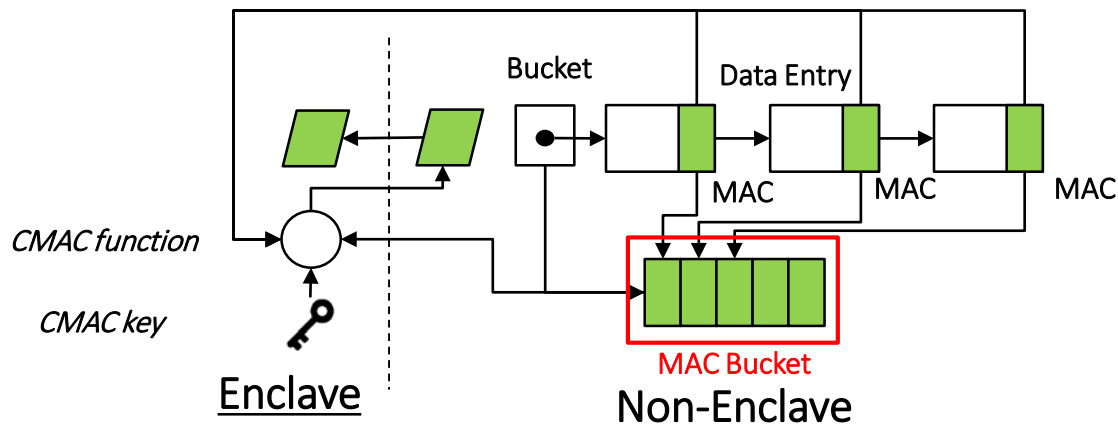 Bucket
Data Entry
MAC
MAC
MAC
CMAC function
CMAC key
MAC Bucket
Enclave
Non-Enclave